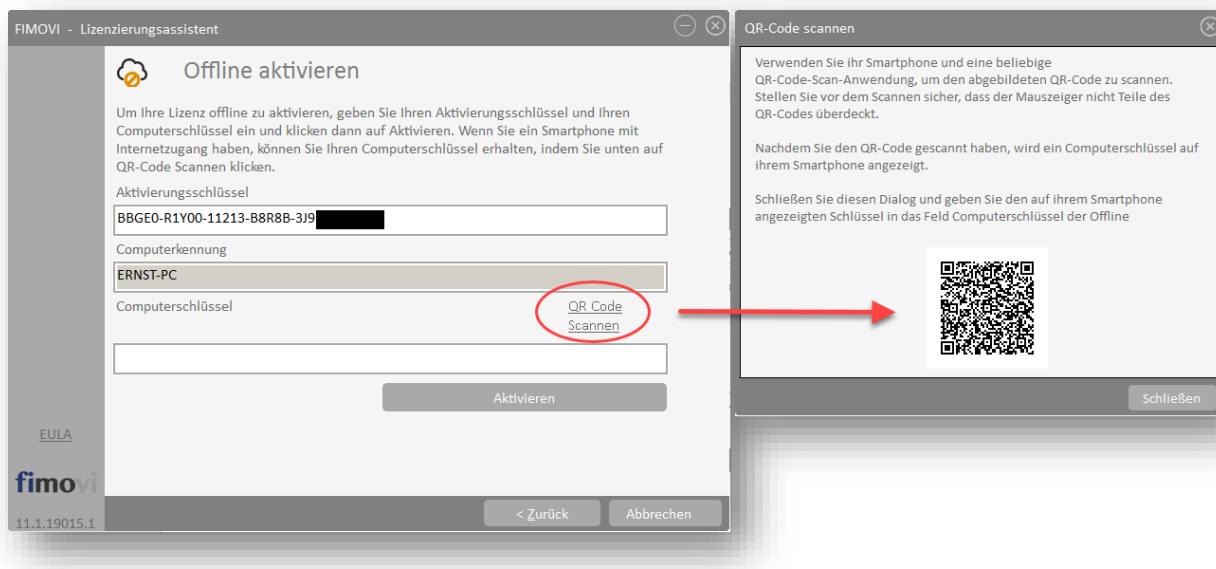 FIMOVI - Lizenzierungsassistent
Offline aktivieren
Um Ihre Lizenz offline zu aktivieren, geben Sie Ihren Aktivierungsschlüssel und Ihren
Computerschlüssel ein und klicken dann auf Aktivieren. Wenn Sie ein Smartphone mit
Internetzugang haben, können Sie Ihren Computerschlüssel erhalten, indem Sie unten auf
QR-Code Scannen klicken.
Aktivierungsschlüssel
BBGE0-R1Y00-11213-B8R8B-3J9
Computerkennung
ERNST-PC
Computerschlüssel
QR Code
Scannen
Aktivieren
EULA
fimovi
11.1.19015.1
< Zurück
Abbrechen
QR-Code scannen
Verwenden Sie ihr Smartphone und eine beliebige
QR-Code-Scan-Anwendung, um den abgebildeten QR-Code zu scannen.
Stellen Sie vor dem Scannen sicher, dass der Mauszeiger nicht Teile des
QR-Codes überdeckt.
Nachdem Sie den QR-Code gescannt haben, wird ein Computerschlüssel auf
ihrem Smartphone angezeigt.
Schließen Sie diesen Dialog und geben Sie den auf ihrem Smartphone
angezeigten Schlüssel in das Feld Computerschlüssel der Offline
Schließen